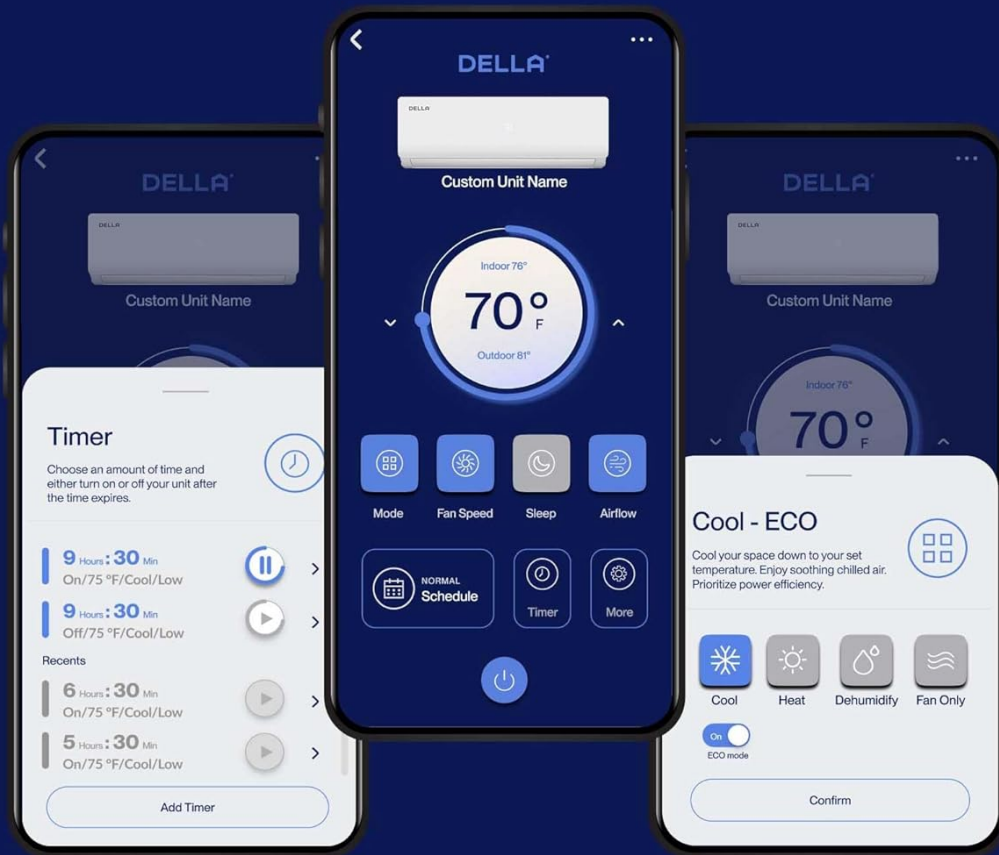 DELLA
DELLA
Custom Unit Name
Timer
Choose an amount of time and
either turn on or off your unit after
the time expires.
9 Hours : 30 Min
On/75 °F/Cool/Low
9 Hours : 30 Min
Off/75 °F/Cool/Low
Recents
6 Hours : 30 Min
On/75 °F/Cool/Low
5 Hours : 30 Min
On/75 °F/Cool/Low
Add Timer
DELLA
DELLA
Custom Unit Name
Indoor 76°
70° F
Outdoor 81°
Mode
Fan Speed
Sleep
Airflow
NORMAL
Schedule
Timer
More
DELLA
DELLA
Custom Unit Name
Indoor 76°
70° F
Cool - ECO
Cool your space down to your set
temperature. Enjoy soothing chilled air.
Prioritize power efficiency.
Cool
Heat
Dehumidify
Fan Only
On
ECO mode
Confirm